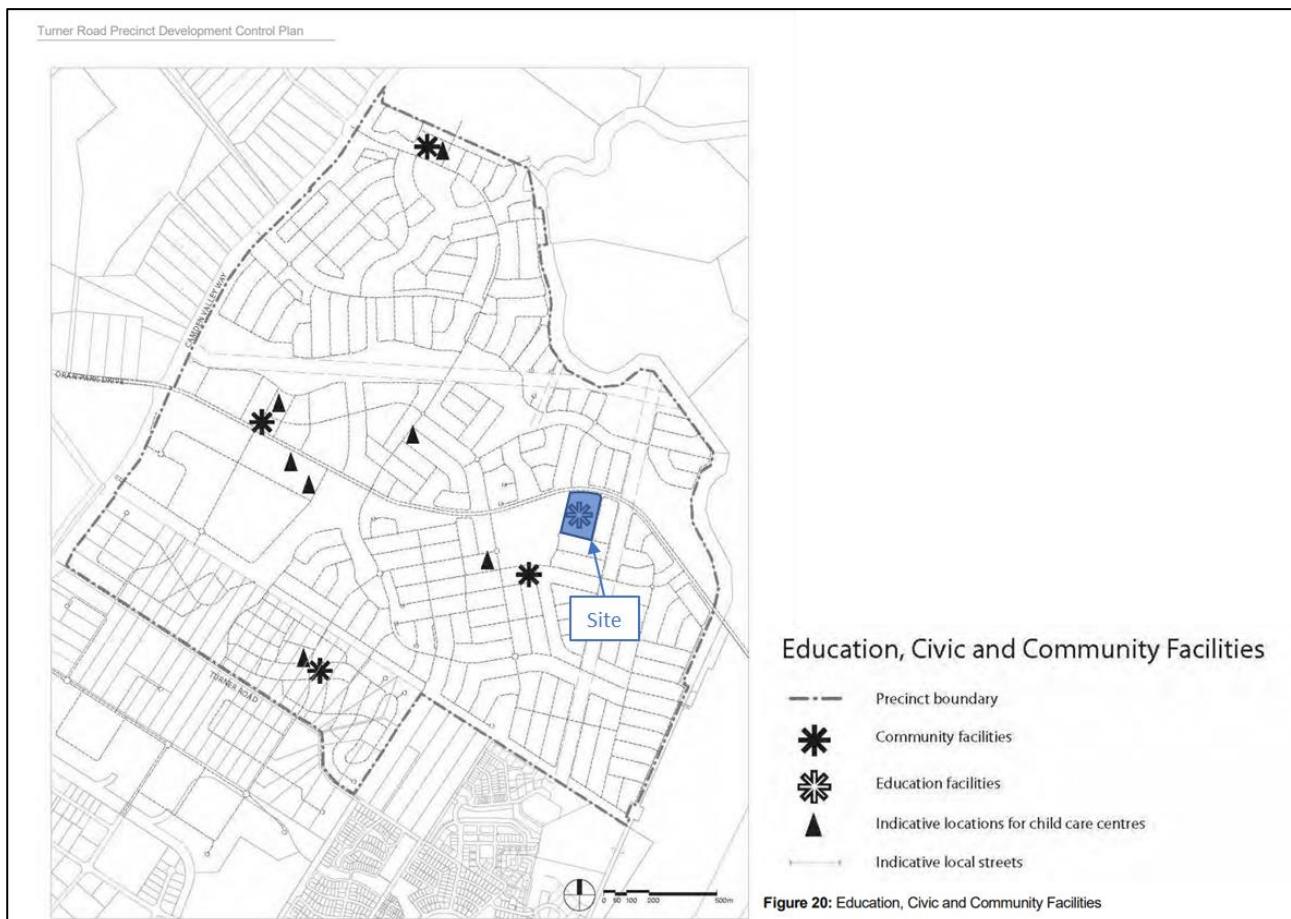 Turner Road Precinct Development Control Plan
CAMDEN VALLEY WAY
ORAN PARK DRIVE
Site
TURNER ROAD
0 50 100 200 500m
Education, Civic and Community Facilities
Precinct boundary
Community facilities
Education facilities
Indicative locations for child care centres
Indicative local streets
Figure 20: Education, Civic and Community Facilities